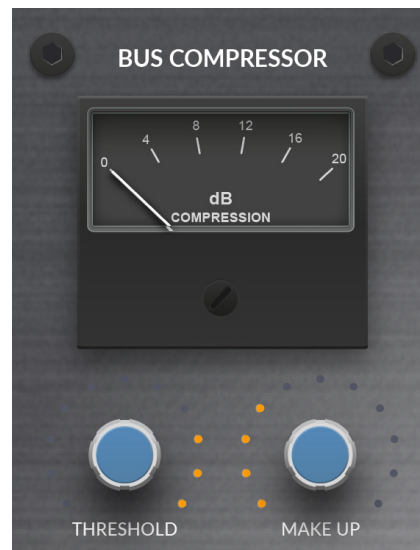 BUS COMPRESSOR
0 4 8 12 16 20
dB
COMPRESSION
THRESHOLD MAKE UP